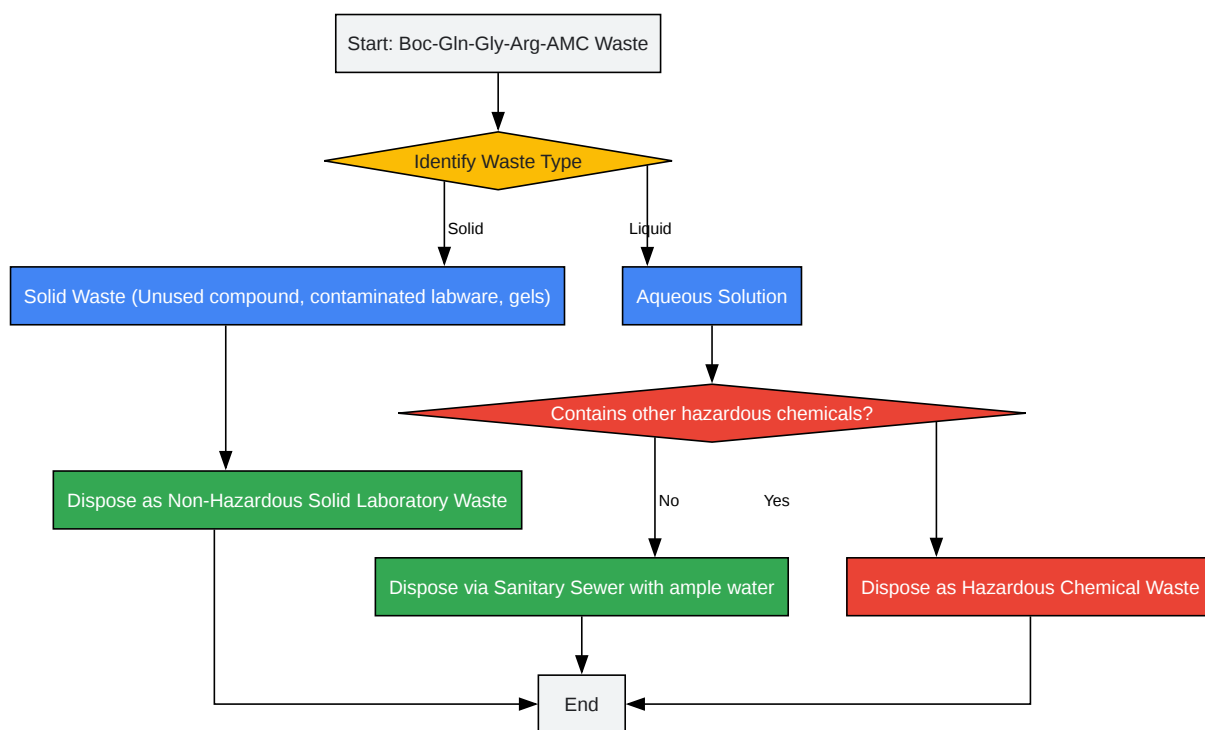 Start: Boc-Gln-Gly-Arg-AMC Waste
Identify Waste Type
Solid
Liquid
Solid Waste (Unused compound, contaminated labware, gels)
Aqueous Solution
Contains other hazardous chemicals?
Dispose as Non-Hazardous Solid Laboratory Waste
No
Yes
Dispose via Sanitary Sewer with ample water
Dispose as Hazardous Chemical Waste
End